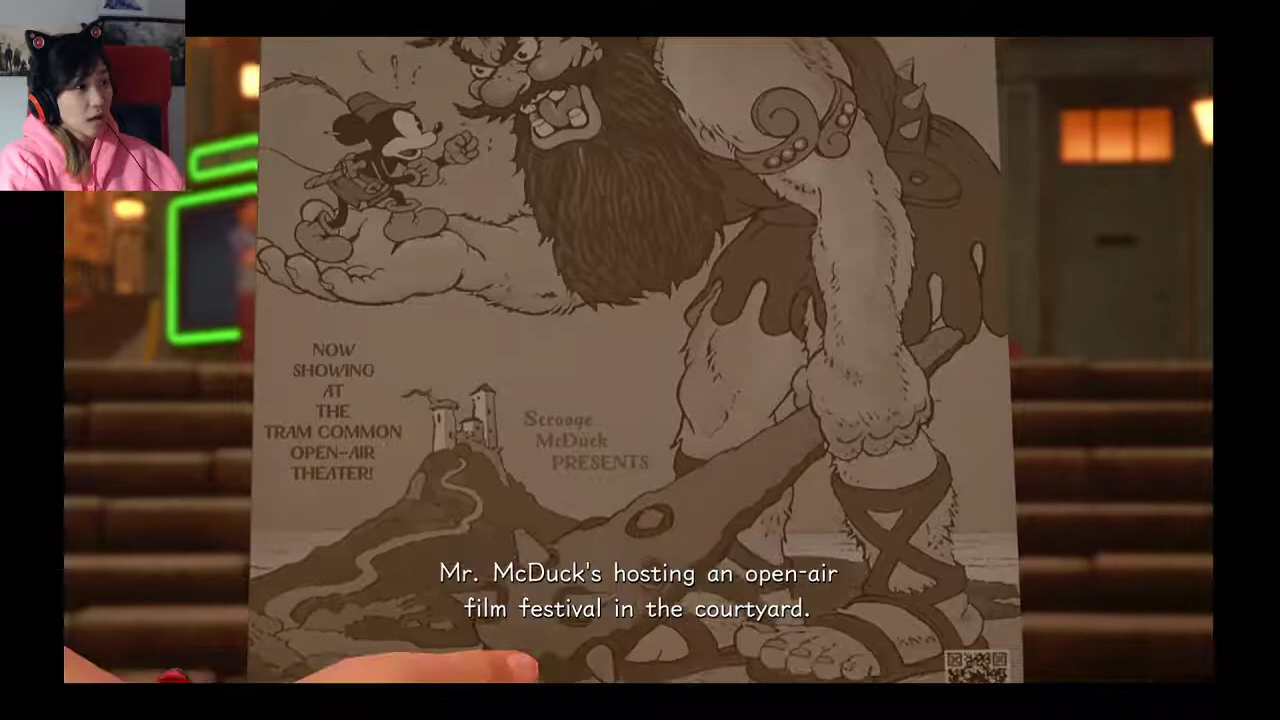 NOW
SHOWING
AT
THE
TRAM COMMON
OPEN-AIR
THEATER!
Scrooge
McDuck
PRESENTS
Mr. McDuck's hosting an open-air
film festival in the courtyard.